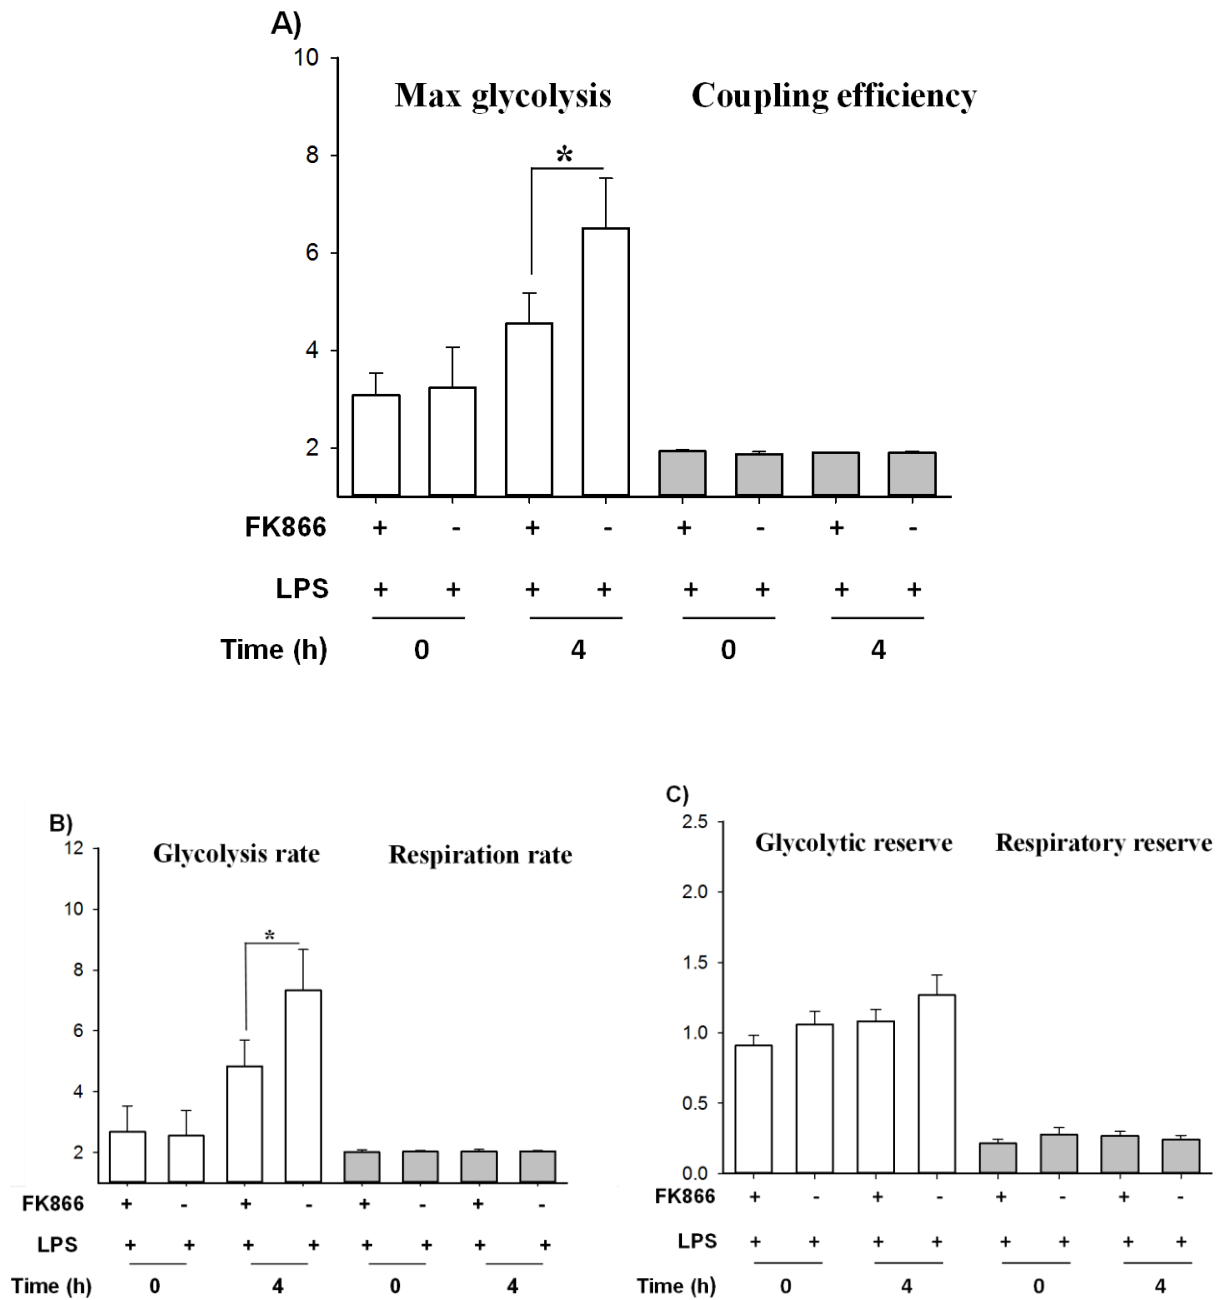 A)
10
Max glycolysis Coupling efficiency
8
*
6
4
2
FK866 + - + - + - + -
LPS + + + + + + + +
Time (h) 0 4 0 4
B)
12
Glycolysis rate Respiration rate
10
*
8
6
4
2
FK866 + - + - + - + -
LPS + + + + + + + +
Time (h) 0 4 0 4
C)
2.5
Glycolytic reserve Respiratory reserve
2.0
1.5
1.0
0.5
0.0
FK866 + - + - + - + -
LPS + + + + + + + +
Time (h) 0 4 0 4